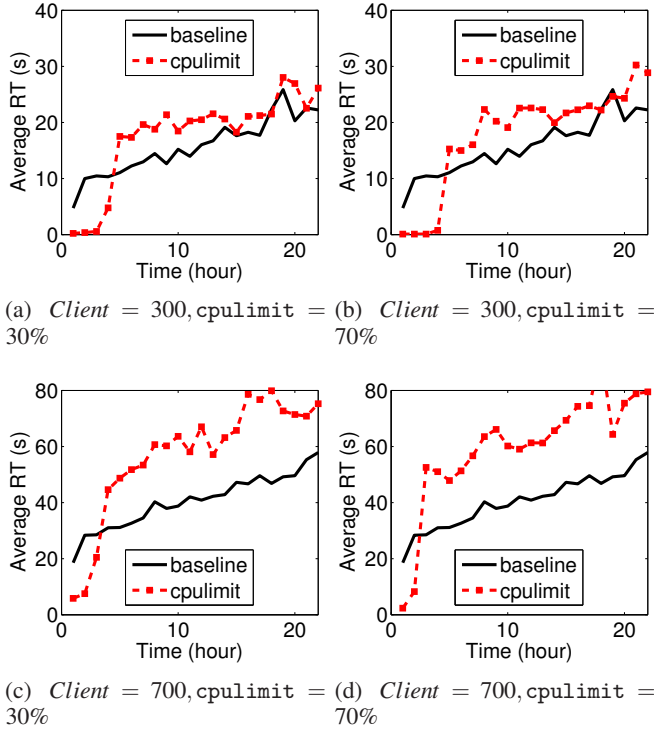 40
30
20
10
0
0 10 20
Average RT (s)
Time (hour)
baseline
cpulimit
40
30
20
10
0
0 10 20
Average RT (s)
Time (hour)
baseline
cpulimit
(a) Client = 300, cpulimit = 30%
(b) Client = 300, cpulimit = 70%
80
60
40
20
0
0 10 20
Average RT (s)
Time (hour)
baseline
cpulimit
80
60
40
20
0
0 10 20
Average RT (s)
Time (hour)
baseline
cpulimit
(c) Client = 700, cpulimit = 30%
(d) Client = 700, cpulimit = 70%